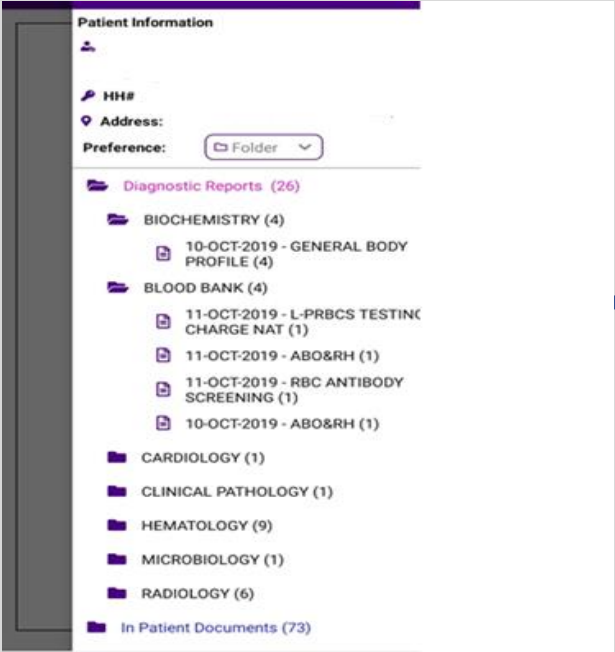 Patient Information
HH#
Address:
Preference:
Folder
Diagnostic Reports (26)
BIOCHEMISTRY (4)
10-OCT-2019 - GENERAL BODY
PROFILE (4)
BLOOD BANK (4)
11-OCT-2019 - L-PRBCS TESTING
CHARGE NAT (1)
11-OCT-2019 - ABO&RH (1)
11-OCT-2019 - RBC ANTIBODY
SCREENING (1)
10-OCT-2019 - ABO&RH (1)
CARDIOLOGY (1)
CLINICAL PATHOLOGY (1)
HEMATOLOGY (9)
MICROBIOLOGY (1)
RADIOLOGY (6)
In Patient Documents (73)